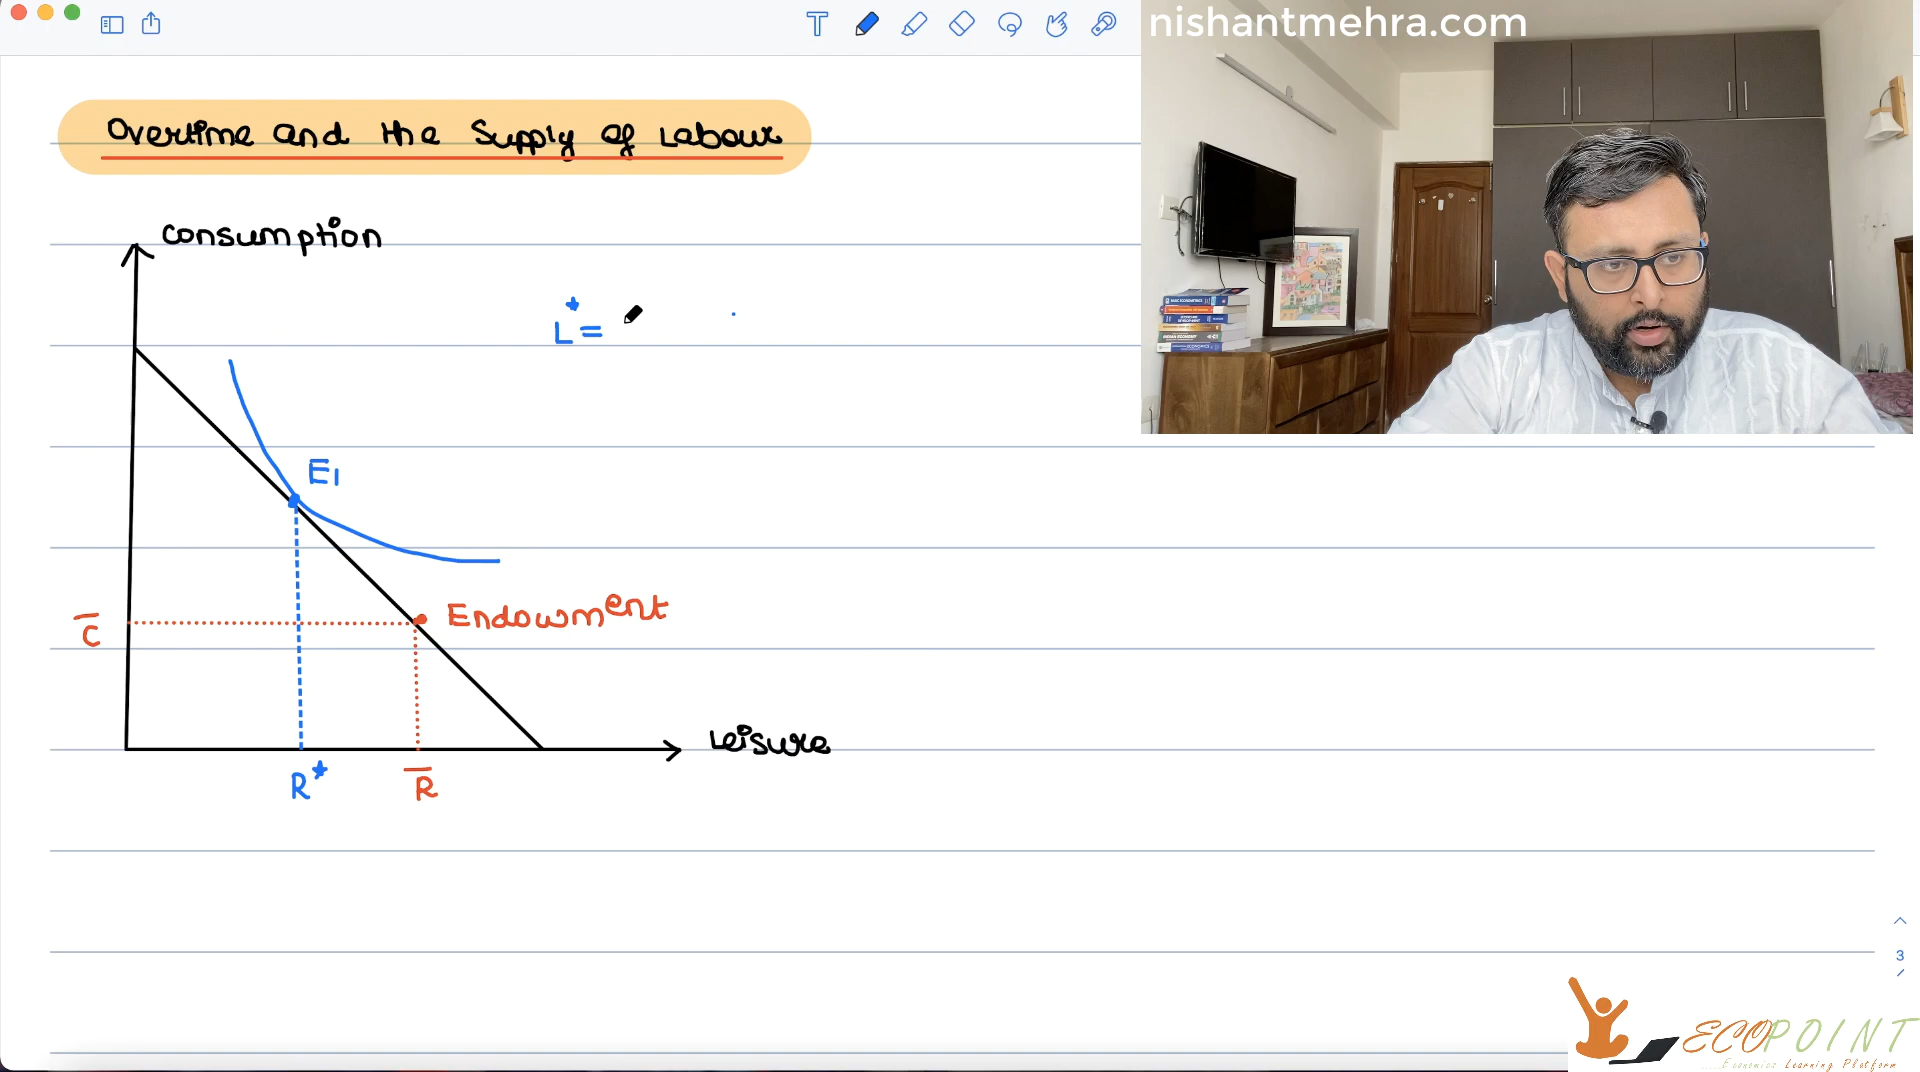 nishantmehra.com
Overtime and the Supply of Labour
Consumption
L* =
E1
C̅
Endowment
Leisure
R*
R̅
3
ECOPOINT
.....Economics Learning Platform